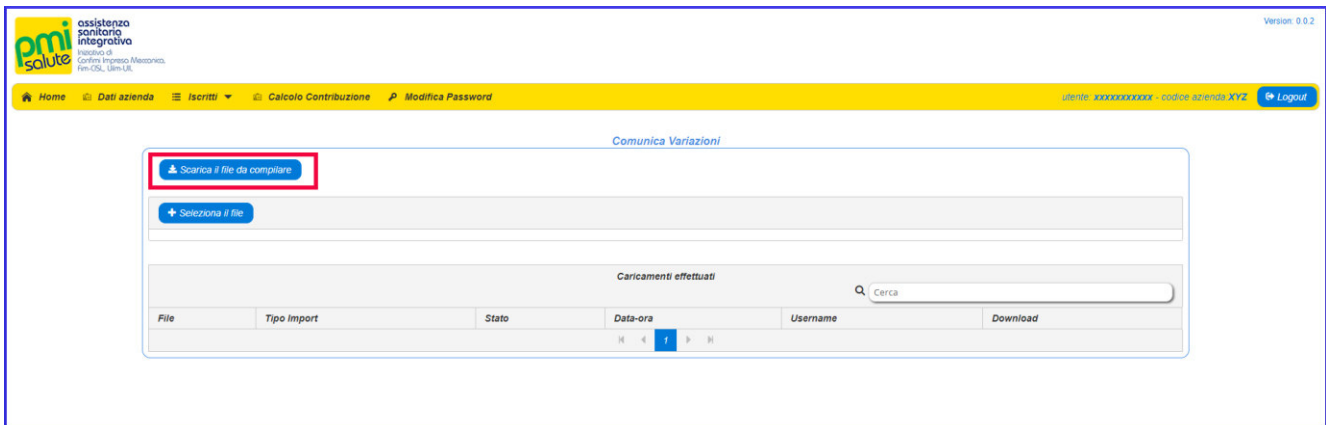 Version: 0.0.2
pmi salute
assistenza
sanitaria
integrativa
Iniziativa di
Confimi Impresa Meccanica,
Fim-CISL, Uilm-UIL
Home Dati azienda Iscritti Calcolo Contribuzione Modifica Password utente: xxxxxxxxxxx - codice azienda:XYZ Logout
Comunica Variazioni
Scarica il file da compilare
+ Seleziona il file
Caricamenti effettuati
Cerca
File Tipo Import Stato Data-ora Username Download
1